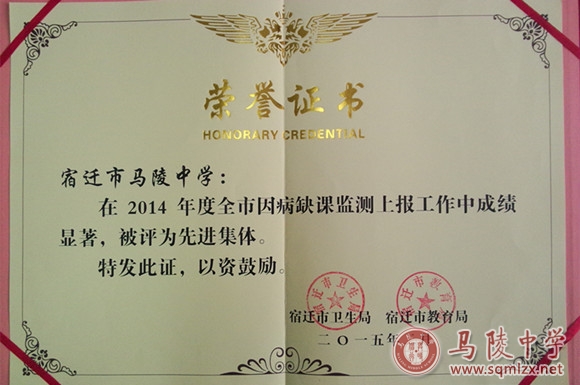 荣誉证书
HONORARY CREDENTIAL
宿迁市马陵中学：
在 2014 年度全市因病缺课监测上报工作中成绩
显著，被评为先进集体。
特发此证，以资鼓励。
宿迁市卫生局 宿迁市教育局
二〇一五年 月
马陵中学
www.sqmlzx.net